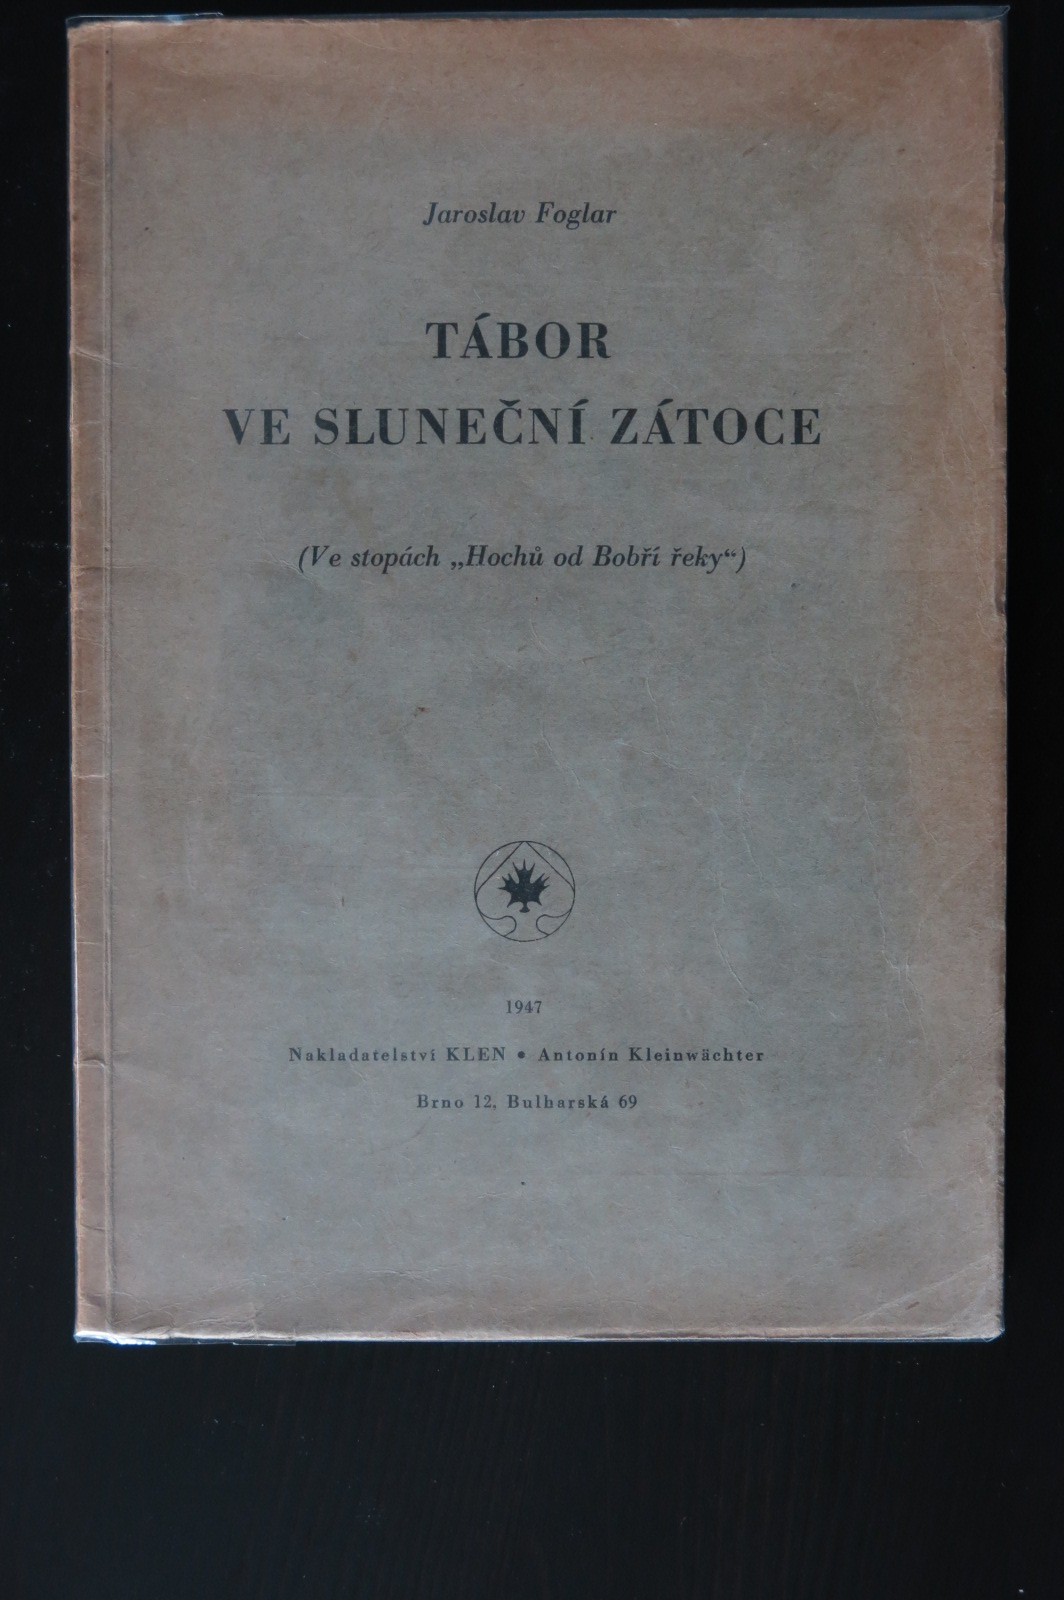 Jaroslav Foglar
TÁBOR
VE SLUNEČNÍ ZÁTOCE
(Ve stopách „Hochů od Bobří řeky“)
1947
Nakladatelství KLEN • Antonín Kleinwächter
Brno 12, Bulharská 69